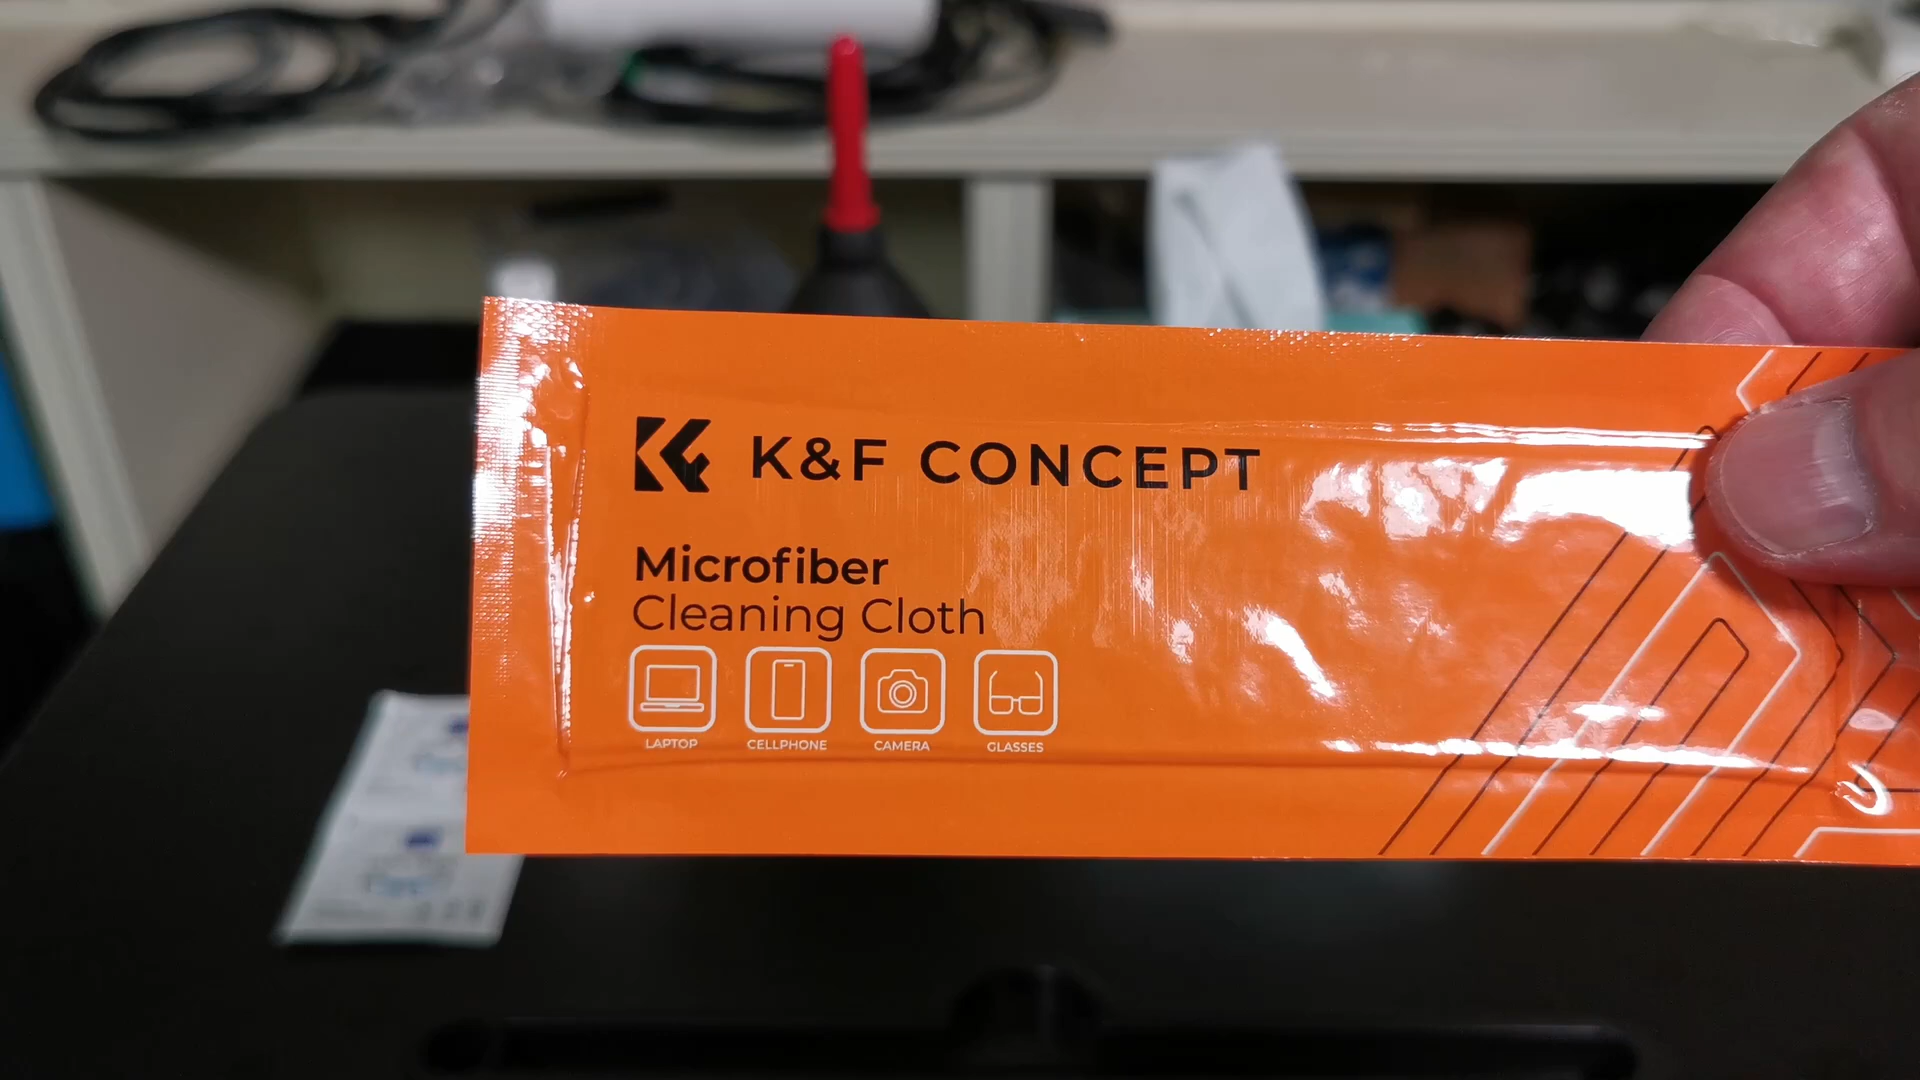 K&F CONCEPT
Microfiber
Cleaning Cloth
LAPTOP CELLPHONE CAMERA GLASSES